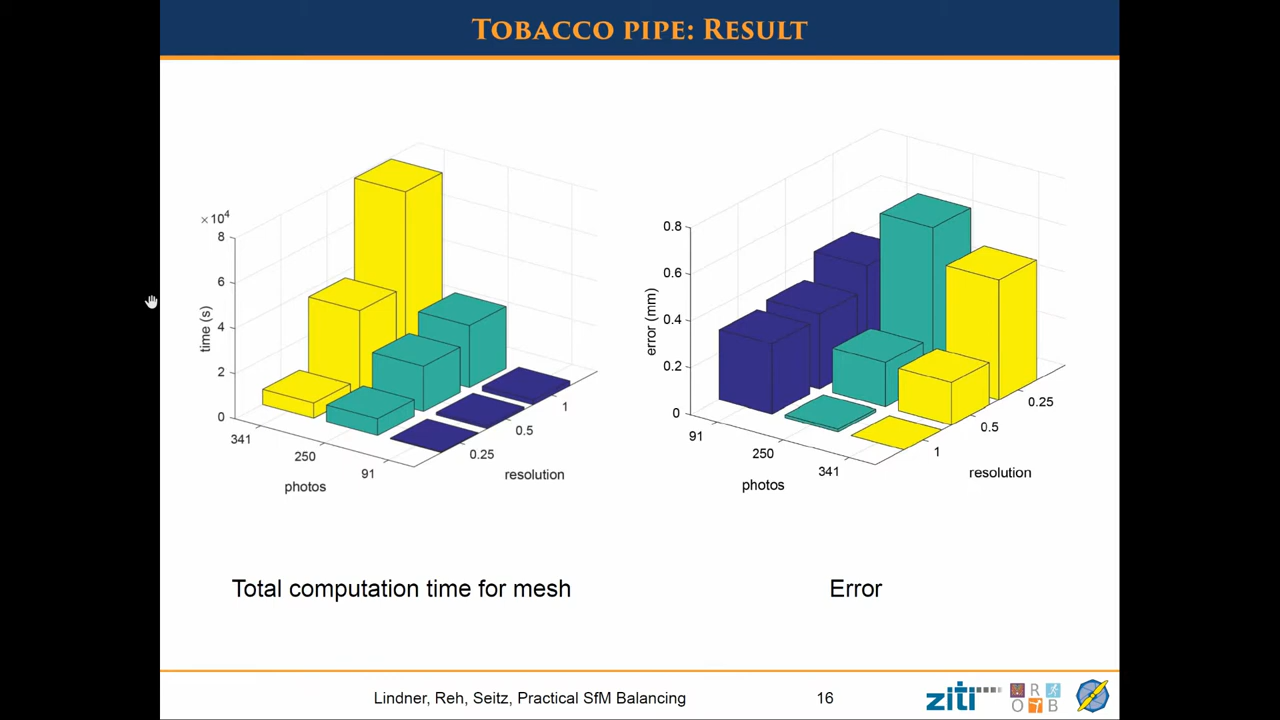 TOBACCO PIPE: RESULT
×10⁴
8
6
4
2
0
time (s)
341
250
91
photos
0.25
0.5
1
resolution
0.8
0.6
0.4
0.2
0
error (mm)
91
250
341
photos
1
0.5
0.25
resolution
Total computation time for mesh
Error
Lindner, Reh, Seitz, Practical SfM Balancing
16
ziti
R
O B